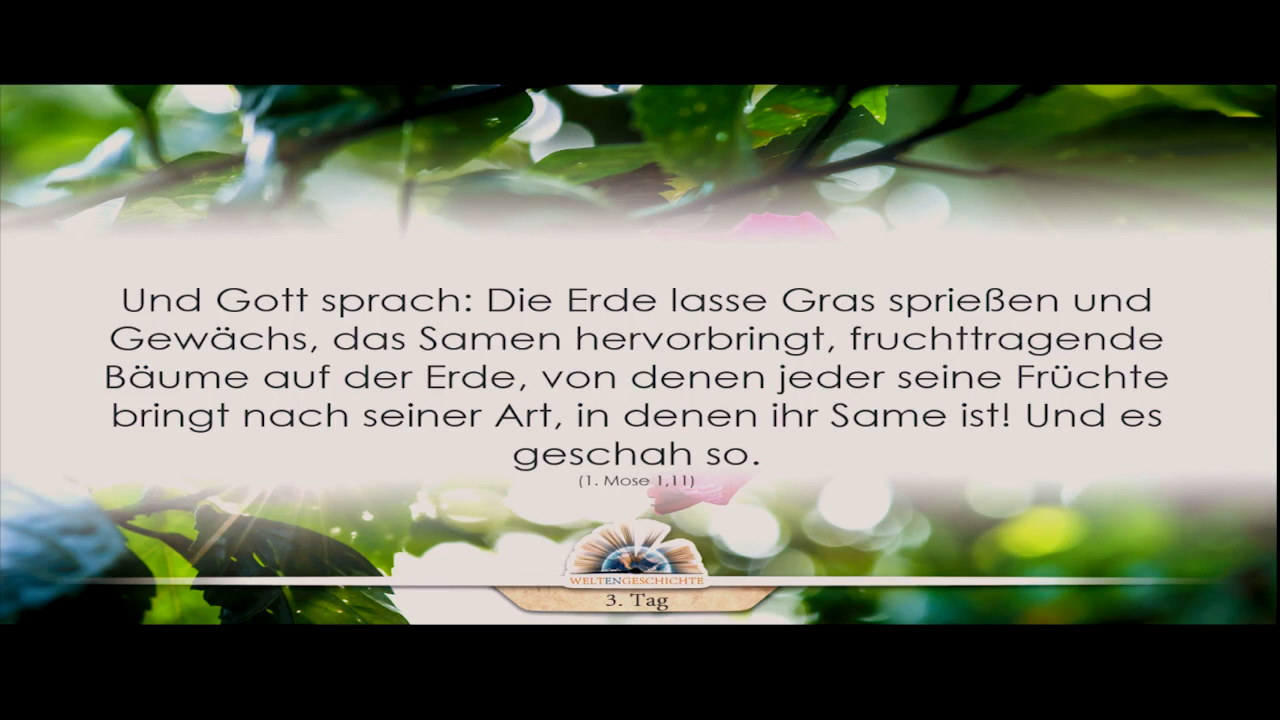 Und Gott sprach: Die Erde lasse Gras sprießen und
Gewächs, das Samen hervorbringt, fruchttragende
Bäume auf der Erde, von denen jeder seine Früchte
bringt nach seiner Art, in denen ihr Same ist! Und es
geschah so.
(1. Mose 1,11)
WELTENGESCHICHTE
3. Tag